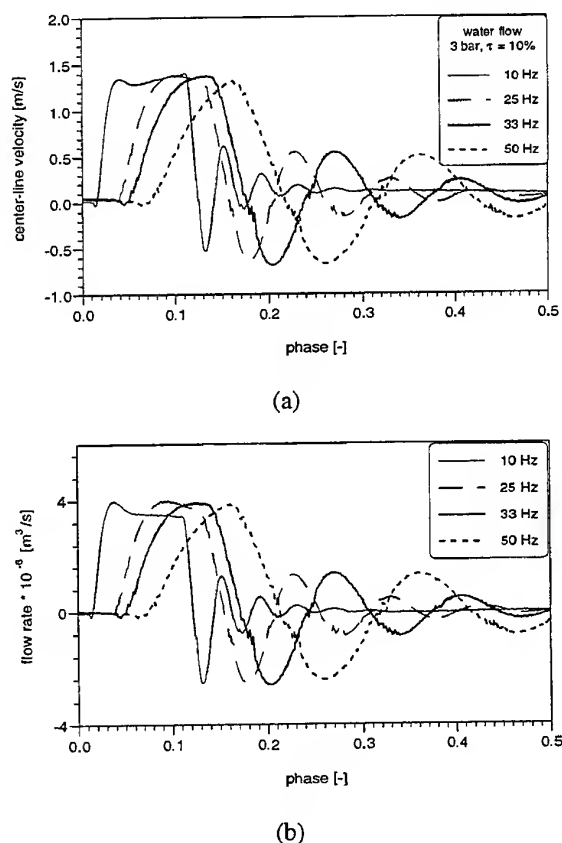 2.0
1.5
1.0
0.5
0.0
-0.5
-1.0
center-line velocity [m/s]
water flow
3 bar, τ = 10%
10 Hz
25 Hz
33 Hz
50 Hz
0.0 0.1 0.2 0.3 0.4 0.5
phase [-]
(a)
4
0
-4
flow rate * 10⁻⁶ [m³/s]
10 Hz
25 Hz
33 Hz
50 Hz
0.0 0.1 0.2 0.3 0.4 0.5
phase [-]
(b)